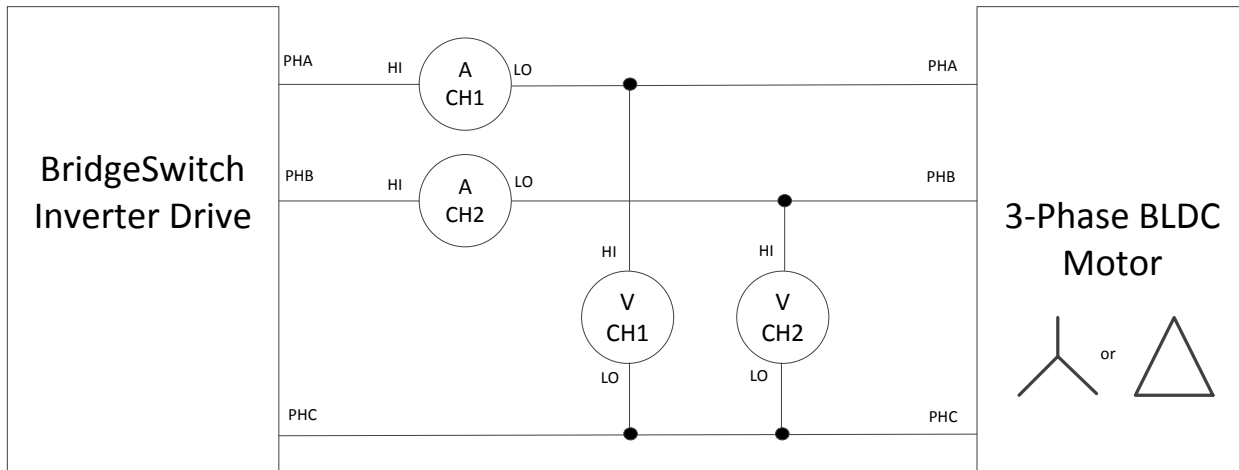 PHA
HI
A
CH1
LO
PHA
BridgeSwitch
Inverter Drive
PHB
HI
A
CH2
LO
PHB
3-Phase BLDC
Motor
HI
V
CH1
LO
HI
V
CH2
LO
or
PHC
PHC